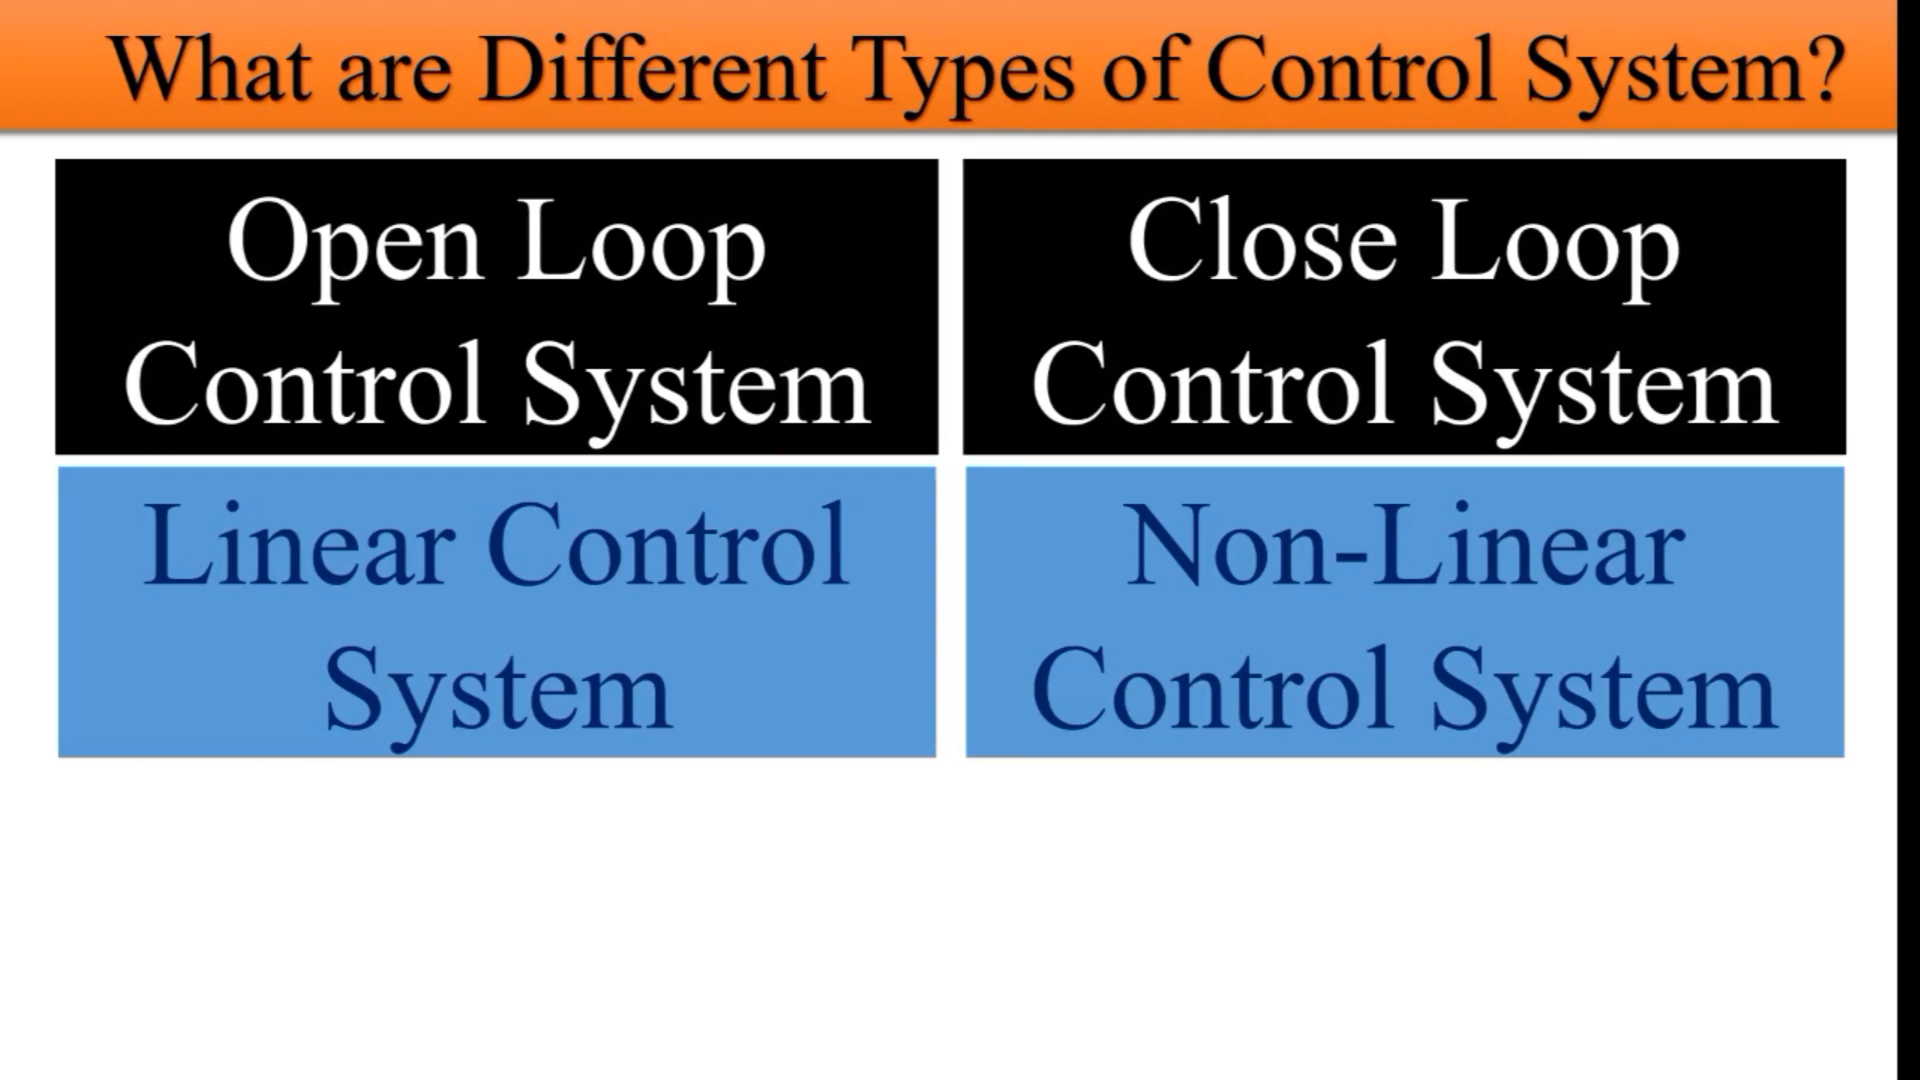 What are Different Types of Control System?
Open Loop
Control System
Close Loop
Control System
Linear Control
System
Non-Linear
Control System